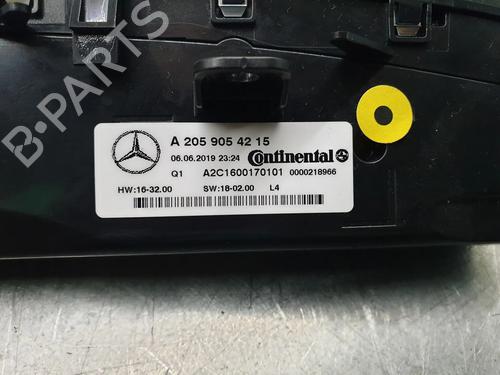 A 205 905 42 15
06.06.2019 23:24 Continental
Q1 A2C1600170101 0000218966
HW:16-32.00 SW:18-02.00 L4
B-PARTS